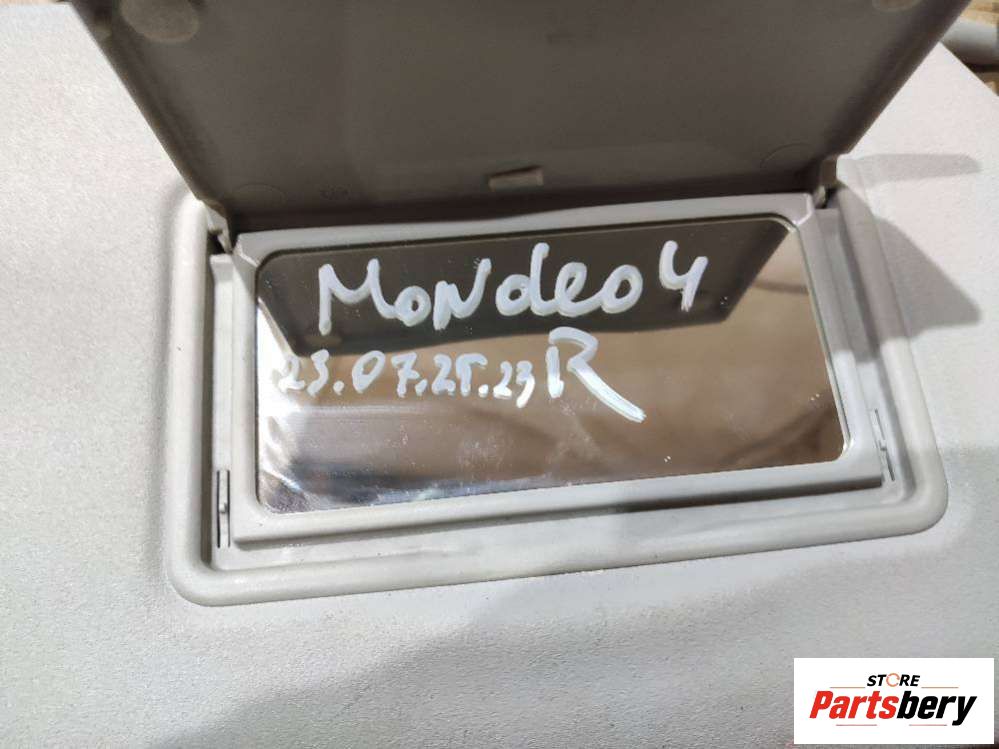 Mondeo 4
23.07.25.23 R
STORE
Partsbery